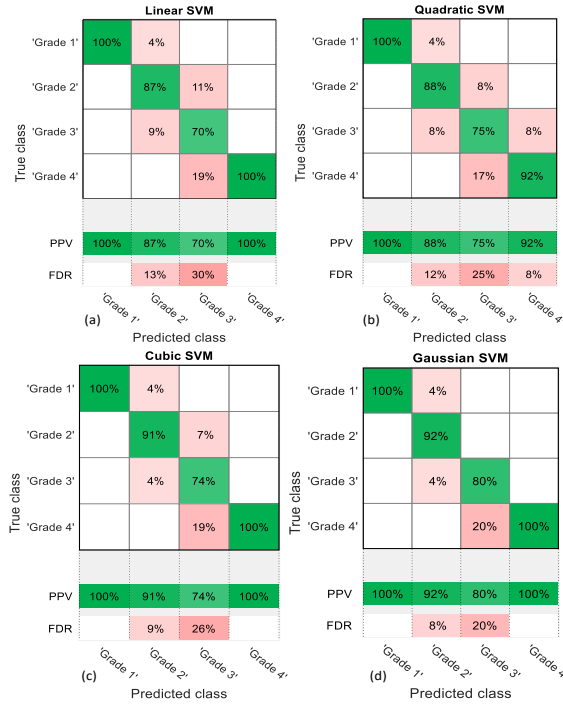 Linear SVM
'Grade 1' 100% 4%
'Grade 2' 87% 11%
'Grade 3' 9% 70%
'Grade 4' 19% 100%
True class
PPV 100% 87% 70% 100%
FDR 13% 30%
'Grade 1' 'Grade 2' 'Grade 3' 'Grade 4'
(a)
Predicted class
Quadratic SVM
'Grade 1' 100% 4%
'Grade 2' 88% 8%
'Grade 3' 8% 75% 8%
'Grade 4' 17% 92%
True class
PPV 100% 88% 75% 92%
FDR 12% 25% 8%
'Grade 1' 'Grade 2' 'Grade 3' 'Grade 4'
(b)
Predicted class
Cubic SVM
'Grade 1' 100% 4%
'Grade 2' 91% 7%
'Grade 3' 4% 74%
'Grade 4' 19% 100%
True class
PPV 100% 91% 74% 100%
FDR 9% 26%
'Grade 1' 'Grade 2' 'Grade 3' 'Grade 4'
(c)
Predicted class
Gaussian SVM
'Grade 1' 100% 4%
'Grade 2' 92%
'Grade 3' 4% 80%
'Grade 4' 20% 100%
True class
PPV 100% 92% 80% 100%
FDR 8% 20%
'Grade 1' 'Grade 2' 'Grade 3' 'Grade 4
(d)
Predicted class